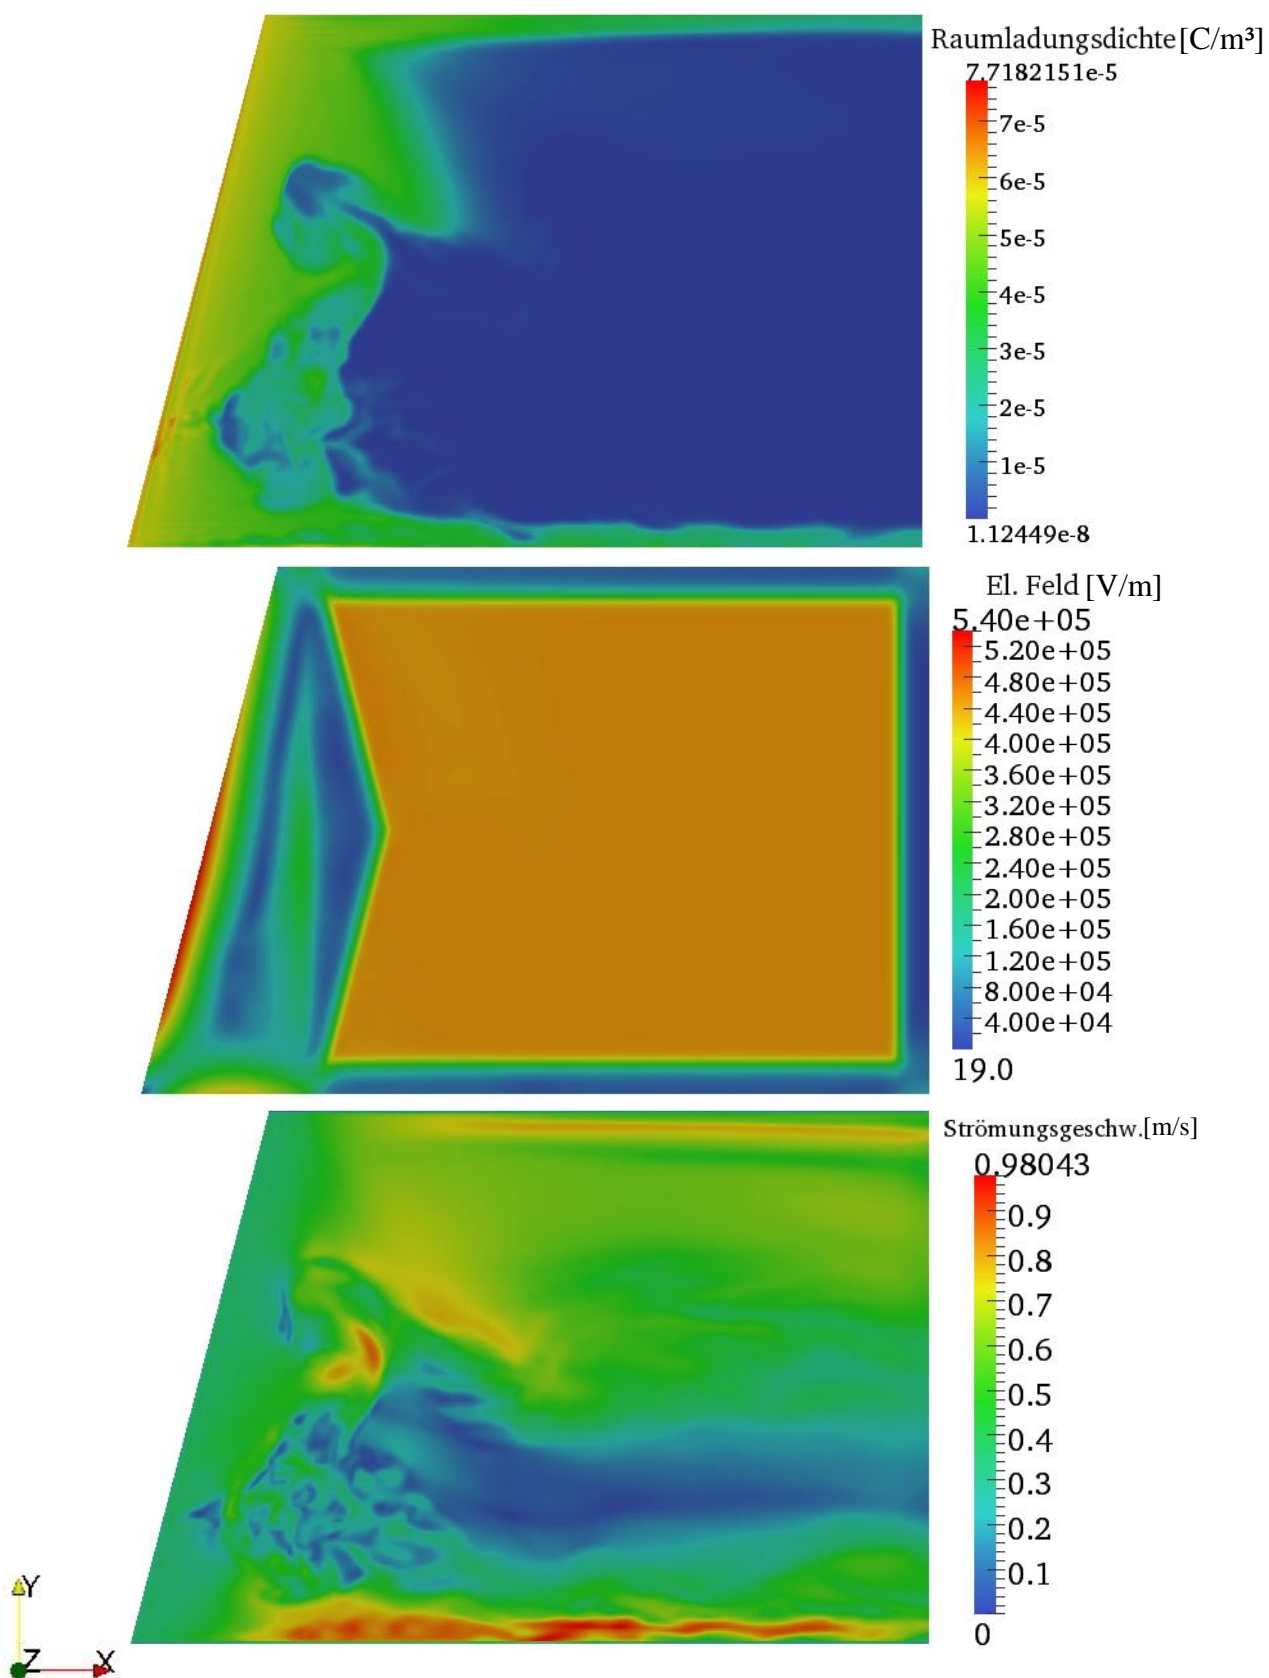 Raumladungsdichte [C/m³]
7.7182151e-5
7e-5
6e-5
5e-5
4e-5
3e-5
2e-5
1e-5
1.12449e-8
El. Feld [V/m]
5.40e+05
5.20e+05
4.80e+05
4.40e+05
4.00e+05
3.60e+05
3.20e+05
2.80e+05
2.40e+05
2.00e+05
1.60e+05
1.20e+05
8.00e+04
4.00e+04
19.0
Strömungsgeschw.[m/s]
0.98043
0.9
0.8
0.7
0.6
0.5
0.4
0.3
0.2
0.1
0
Y
Z X